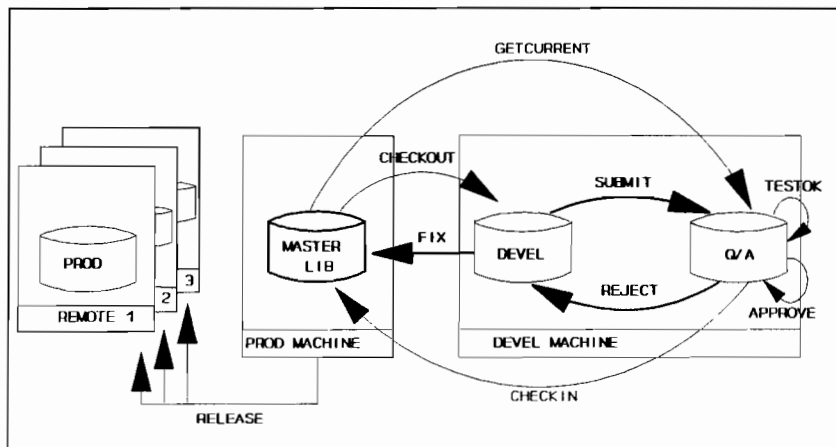 GETCURRENT
CHECKOUT
SUBMIT
TESTOK
PROD
MASTER
LIB
FIX
DEVEL
Q/A
3
2
REMOTE 1
REJECT
APPROVE
PROD MACHINE
DEVEL MACHINE
CHECKIN
RELEASE